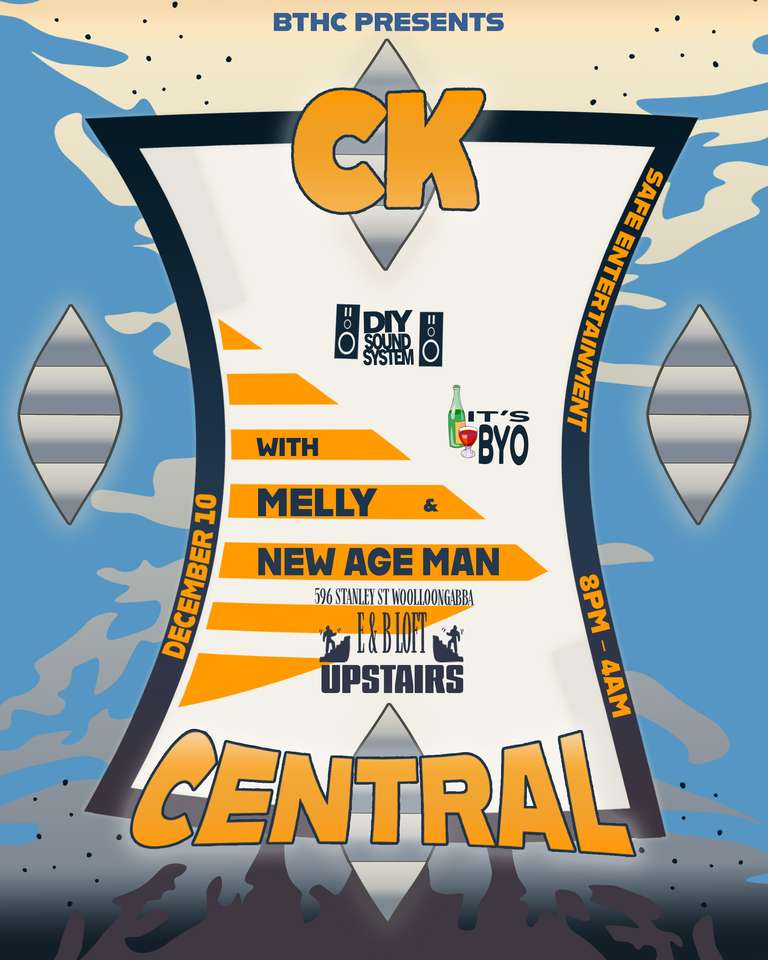 BTHC PRESENTS
CK
SAFE ENTERTAINMENT
DIY
SOUND
SYSTEM
IT'S
BYO
WITH
MELLY &
NEW AGE MAN
DECEMBER 10
8PM - 4AM
596 STANLEY ST WOOLLOONGABBA
E & B LOFT
UPSTAIRS
CENTRAL